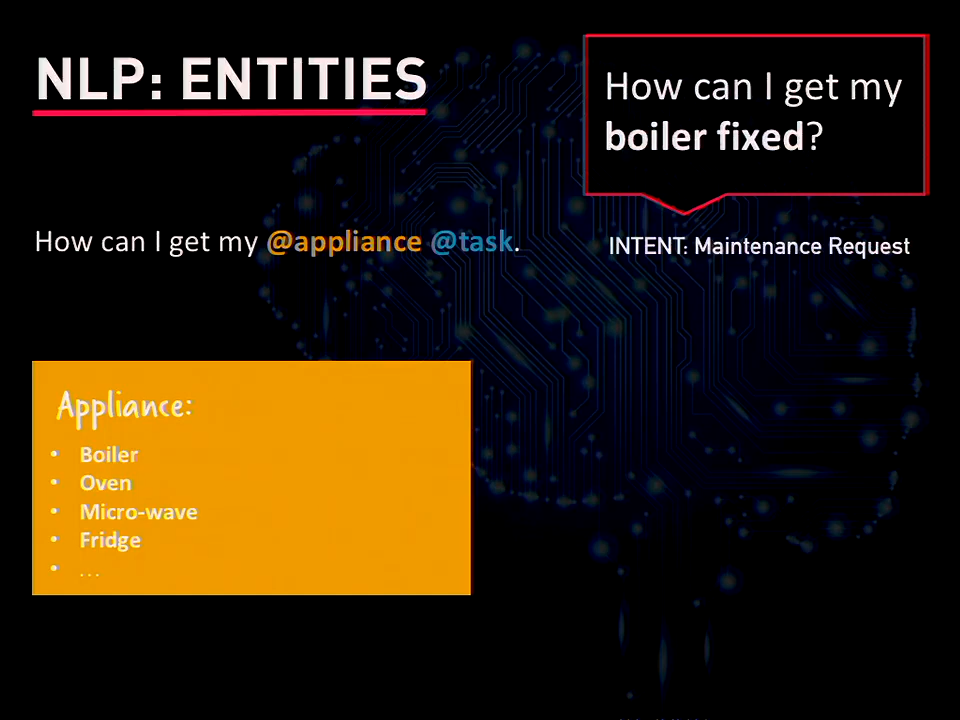 NLP: ENTITIES
How can I get my
boiler fixed?
How can I get my @appliance @task.
INTENT: Maintenance Request
Appliance:
• Boiler
• Oven
• Micro-wave
• Fridge
• ...